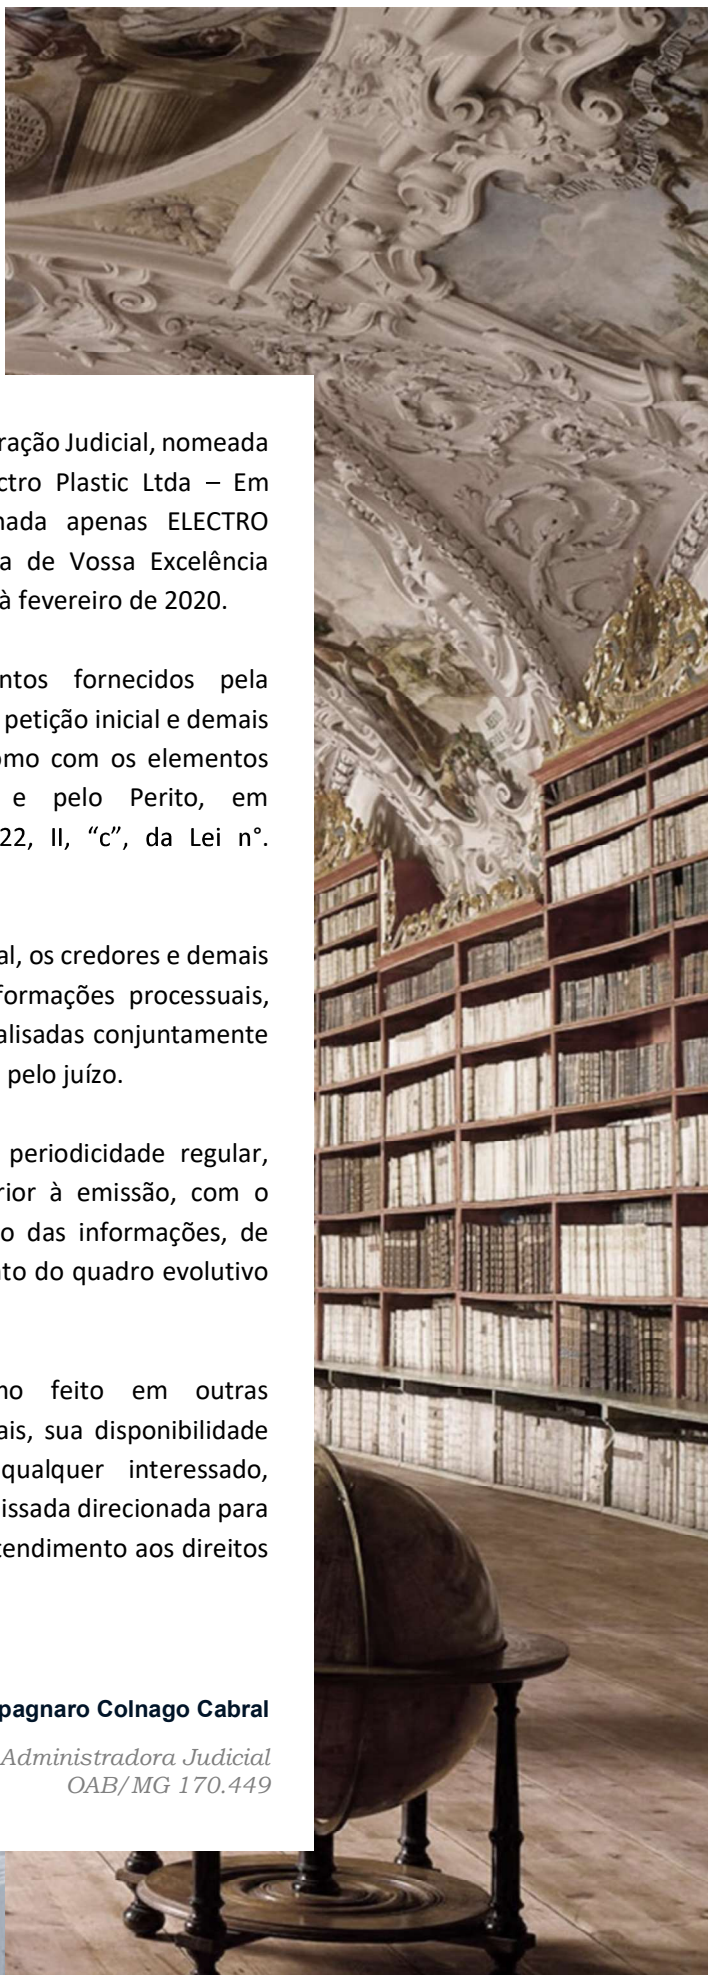 ração Judicial, nomeada
ctro Plastic Ltda – Em
nada apenas ELECTRO
a de Vossa Excelência
à fevereiro de 2020.
ntos fornecidos pela
petição inicial e demais
omo com os elementos
e pelo Perito, em
22, II, “c”, da Lei n°.
al, os credores e demais
formações processuais,
alisadas conjuntamente
pelo juízo.
periodicidade regular,
rior à emissão, com o
o das informações, de
nto do quadro evolutivo
no feito em outras
ais, sua disponibilidade
qualquer interessado,
issada direcionada para
tendimento aos direitos
pagnaro Colnago Cabral
Administradora Judicial
OAB/MG 170.449